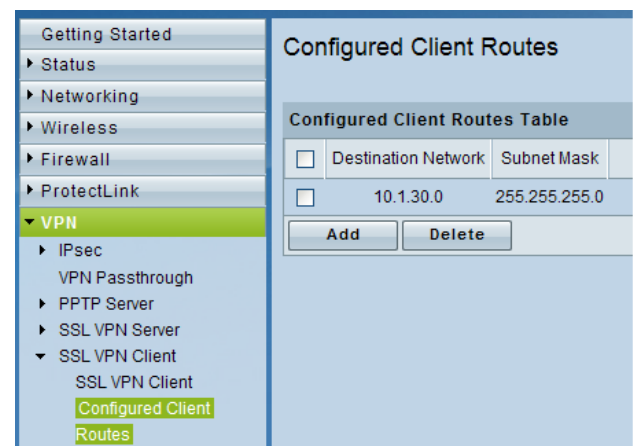 Getting Started
Status
Networking
Wireless
Firewall
ProtectLink
VPN
IPsec
VPN Passthrough
PPTP Server
SSL VPN Server
SSL VPN Client
SSL VPN Client
Configured Client
Routes
Configured Client Routes
Configured Client Routes Table
Destination Network Subnet Mask
10.1.30.0 255.255.255.0
Add Delete